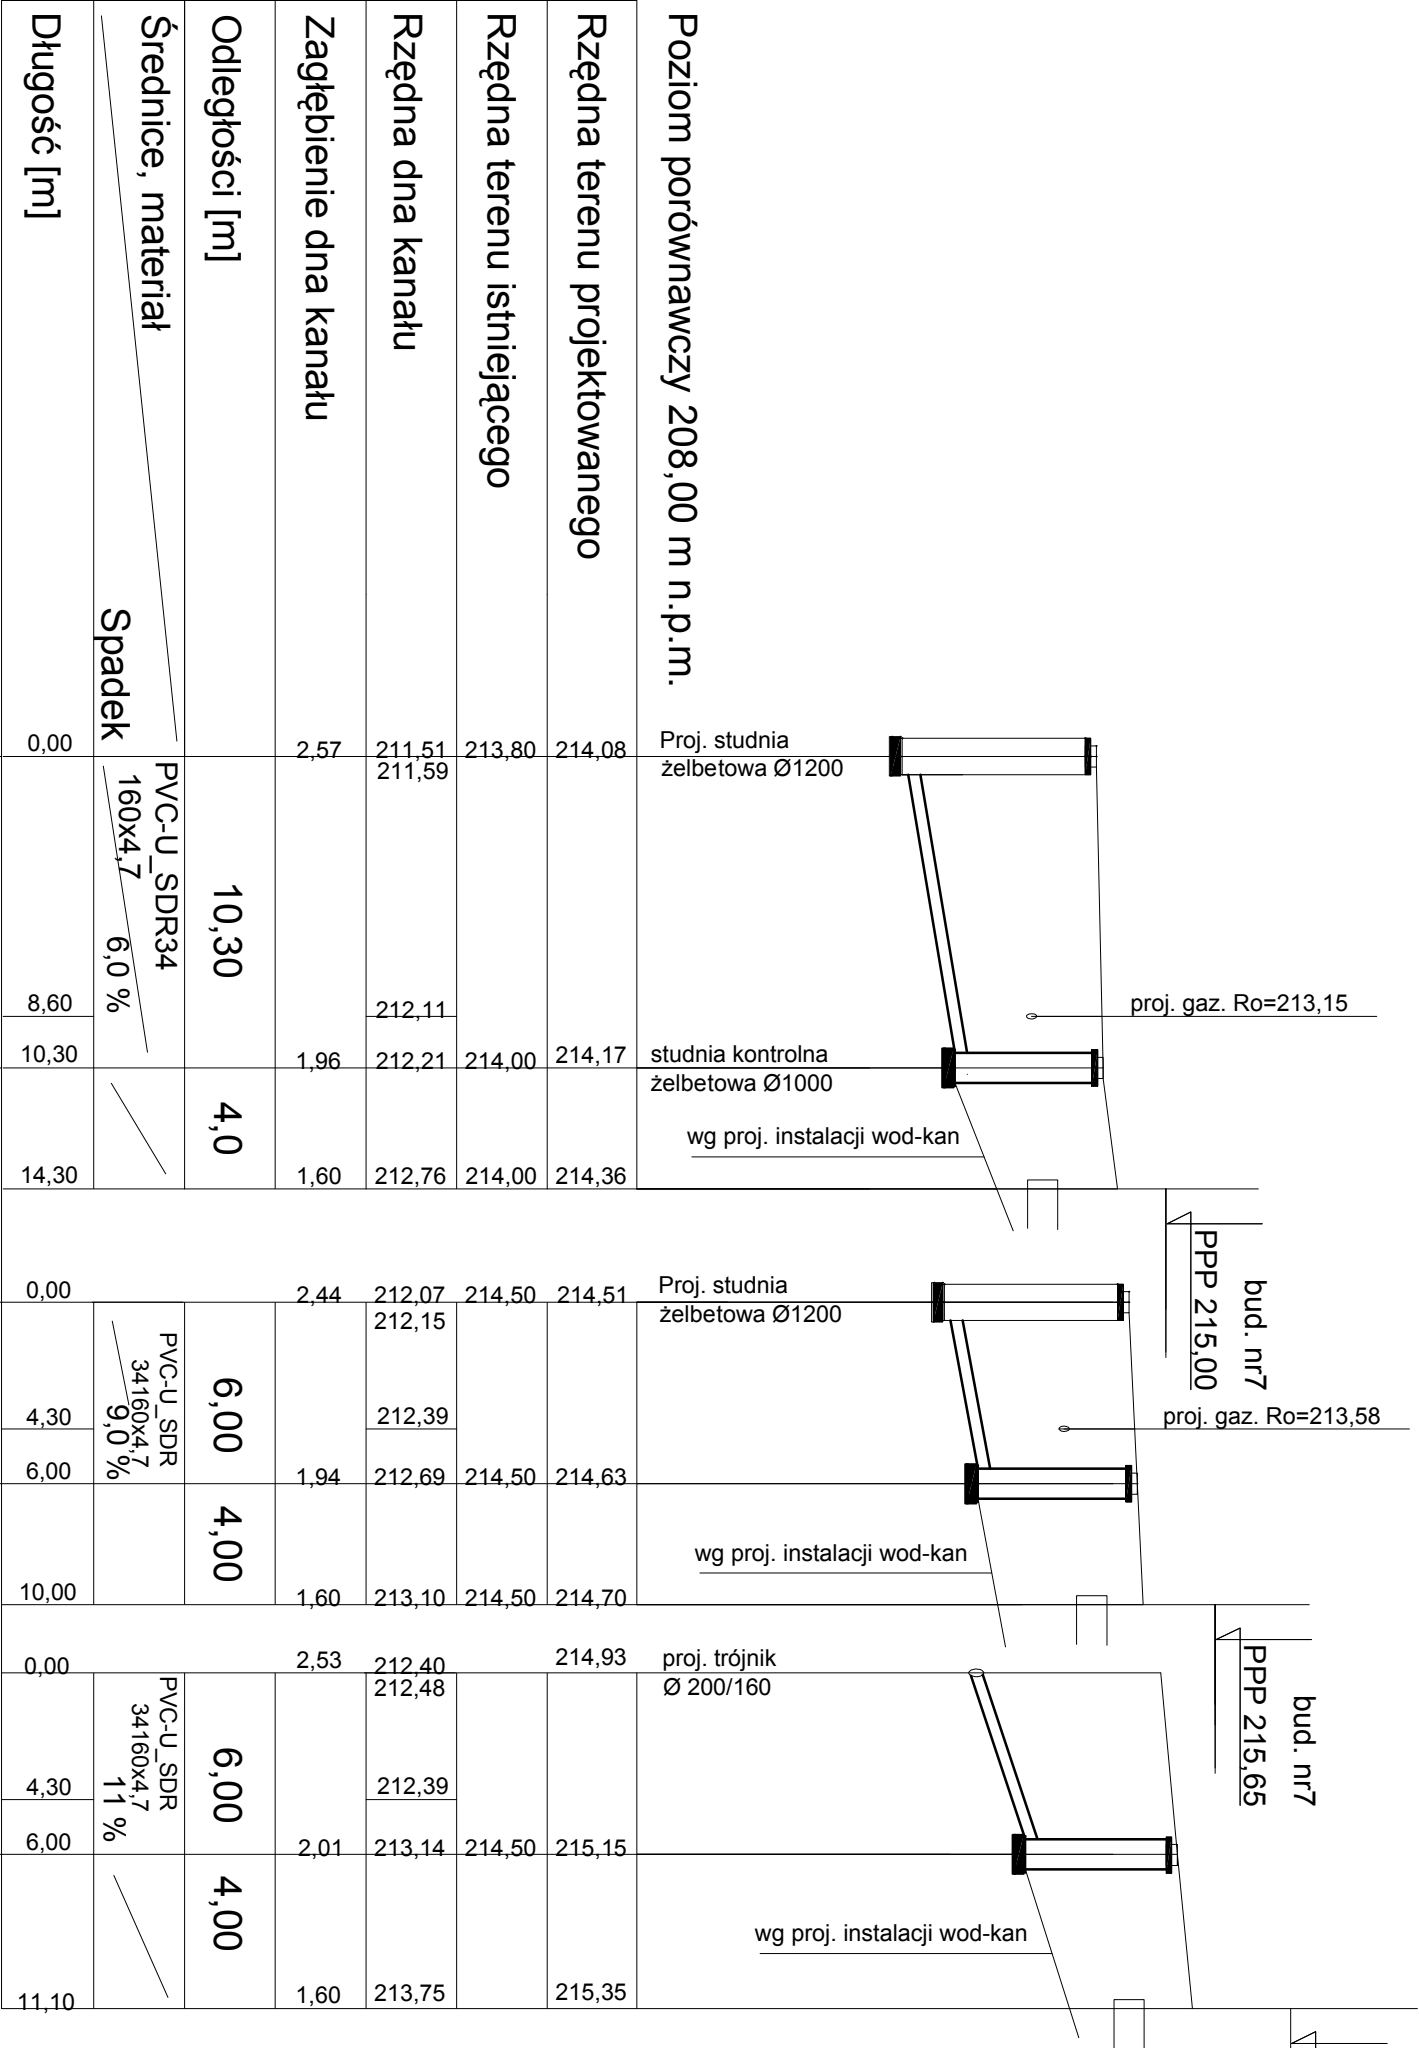 Poziom porównawczy 208,00 m n.p.m.
Rzędna terenu projektowanego
Rzędna terenu istniejącego
Rzędna dna kanału
Zagłębienie dna kanału
Odległości [m]
Średnice, materiał
Spadek
Długość [m]
0,00
2,57
211,51
213,80
214,08
211,59
Proj. studnia
żelbetowa Ø1200
PVC-U_SDR34
160x4,7
6,0 %
10,30
8,60
212,11
proj. gaz. Ro=213,15
10,30
1,96
212,21
214,00
214,17
studnia kontrolna
żelbetowa Ø1000
4,0
wg proj. instalacji wod-kan
14,30
1,60
212,76
214,00
214,36
bud. nr7
PPP 215,00
0,00
2,44
212,07
214,50
214,51
212,15
Proj. studnia
żelbetowa Ø1200
PVC-U_SDR
34160x4,7
9,0 %
6,00
4,30
212,39
proj. gaz. Ro=213,58
6,00
1,94
212,69
214,50
214,63
4,00
wg proj. instalacji wod-kan
10,00
1,60
213,10
214,50
214,70
bud. nr7
PPP 215,65
0,00
2,53
212,40
214,93
212,48
proj. trójnik
Ø 200/160
PVC-U_SDR
34160x4,7
11 %
6,00
4,30
212,39
6,00
2,01
213,14
214,50
215,15
4,00
wg proj. instalacji wod-kan
11,10
1,60
213,75
215,35